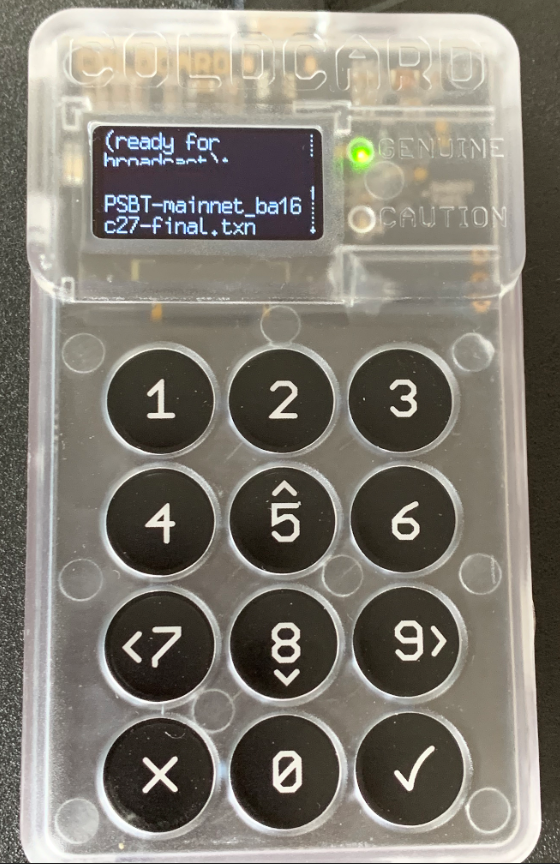 COLDCARD
(ready for
broadcast):
PSBT-mainnet_ba16
c27-final.txn
GENUINE
CAUTION
1
2
3
4
5
6
<7
8
9>
×
0
✓